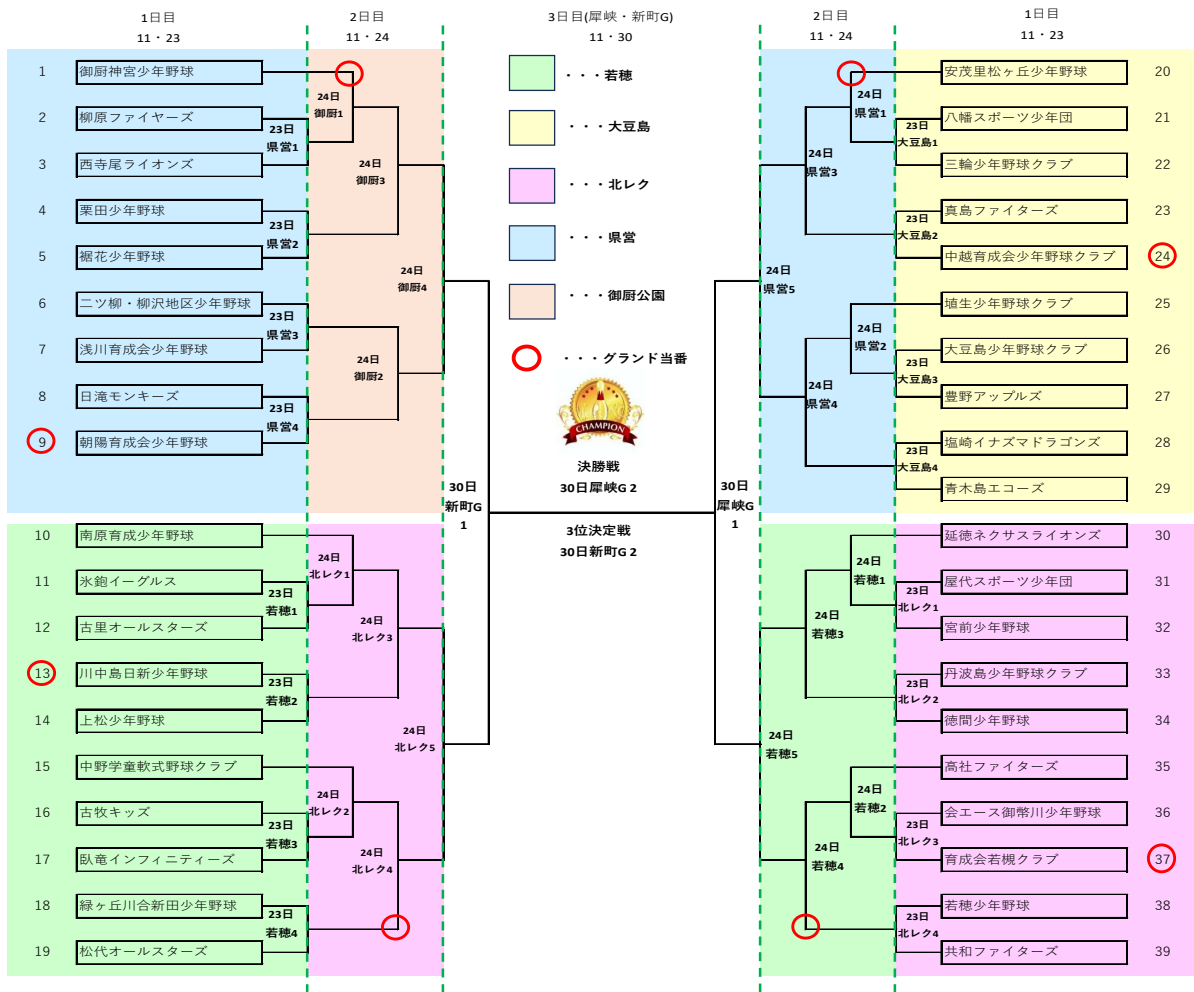 1日目
11・23
2日目
11・24
3日目(犀峡・新町G)
11・30
2日目
11・24
1日目
11・23
1 御厨神宮少年野球
2 柳原ファイヤーズ
3 西寺尾ライオンズ
4 栗田少年野球
5 裾花少年野球
6 二ツ柳・柳沢地区少年野球
7 浅川育成会少年野球
8 日滝モンキーズ
9 朝陽育成会少年野球
10 南原育成少年野球
11 氷鉋イーグルス
12 古里オールスターズ
13 川中島日新少年野球
14 上松少年野球
15 中野学童軟式野球クラブ
16 古牧キッズ
17 臥竜インフィニティーズ
18 緑ヶ丘川合新田少年野球
19 松代オールスターズ
23日
県営1
23日
県営2
23日
県営3
23日
県営4
23日
若穂1
23日
若穂2
23日
若穂3
23日
若穂4
24日
御厨1
24日
御厨3
24日
御厨4
24日
御厨2
24日
北レク1
24日
北レク3
24日
北レク5
24日
北レク2
24日
北レク4
30日
新町G
1
・・・若穂
・・・大豆島
・・・北レク
・・・県営
・・・御厨公園
・・・グランド当番
CHAMPION
決勝戦
30日犀峡G2
3位決定戦
30日新町G2
30日
犀峡G
1
24日
県営1
24日
県営3
24日
県営5
24日
県営2
24日
県営4
24日
若穂1
24日
若穂3
24日
若穂5
24日
若穂2
24日
若穂4
23日
大豆島1
23日
大豆島2
23日
大豆島3
23日
大豆島4
23日
北レク1
23日
北レク2
23日
北レク3
23日
北レク4
安茂里松ヶ丘少年野球 20
八幡スポーツ少年団 21
三輪少年野球クラブ 22
真島ファイターズ 23
中越育成会少年野球クラブ 24
埴生少年野球クラブ 25
大豆島少年野球クラブ 26
豊野アップルズ 27
塩崎イナズマドラゴンズ 28
青木島エコーズ 29
延徳ネクサスライオンズ 30
屋代スポーツ少年団 31
宮前少年野球 32
丹波島少年野球クラブ 33
徳間少年野球 34
高社ファイターズ 35
会エース御幣川少年野球 36
育成会若槻クラブ 37
若穂少年野球 38
共和ファイターズ 39